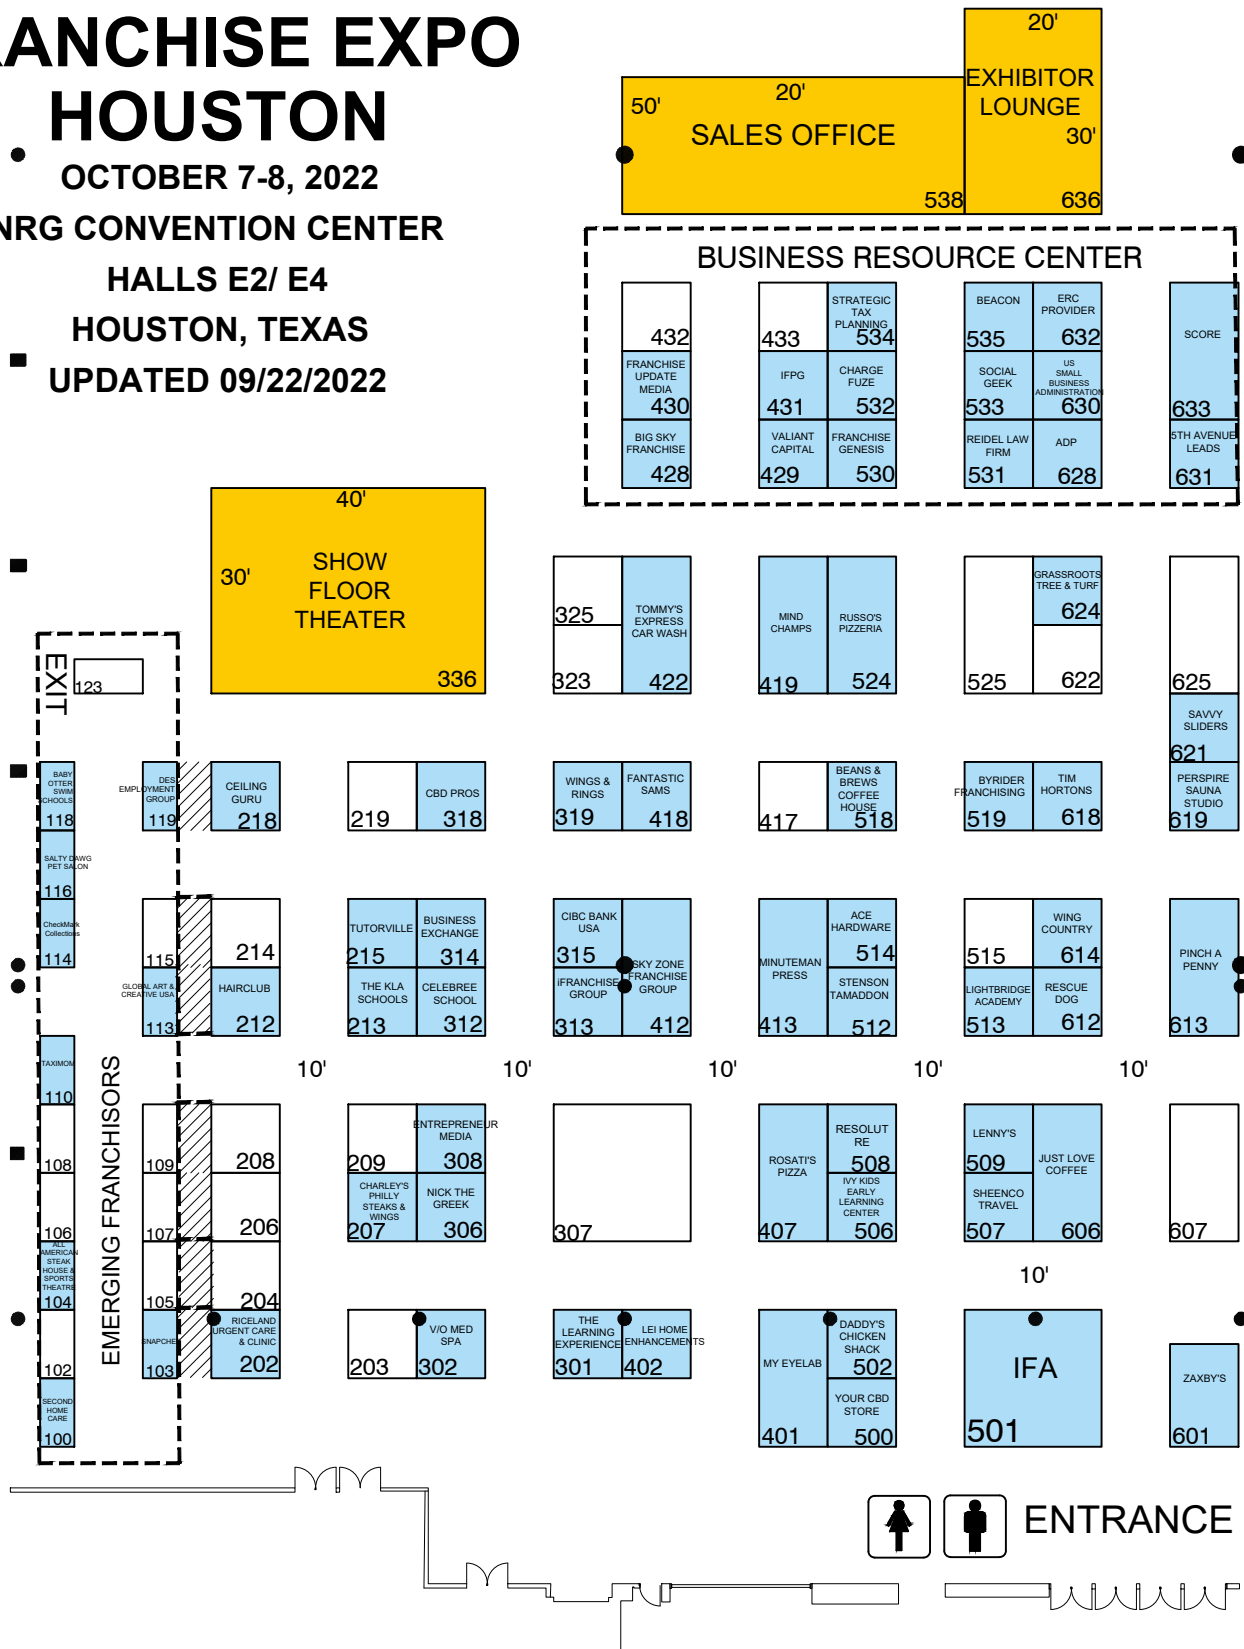 RANCHISE EXPO
HOUSTON
OCTOBER 7-8, 2022
NRG CONVENTION CENTER
HALLS E2/ E4
HOUSTON, TEXAS
UPDATED 09/22/2022
20'
EXHIBITOR
LOUNGE
30'
636
50'
20'
SALES OFFICE
538
BUSINESS RESOURCE CENTER
432
433
STRATEGIC
TAX
PLANNING
534
BEACON
535
ERC
PROVIDER
632
SCORE
633
FRANCHISE
UPDATE
MEDIA
430
IFPG
431
CHARGE
FUZE
532
SOCIAL
GEEK
533
US
SMALL
BUSINESS
ADMINISTRATION
630
BIG SKY
FRANCHISE
428
VALIANT
CAPITAL
429
FRANCHISE
GENESIS
530
REIDEL LAW
FIRM
531
ADP
628
5TH AVENUE
LEADS
631
40'
30'
SHOW
FLOOR
THEATER
336
325
323
TOMMY'S
EXPRESS
CAR WASH
422
MIND
CHAMPS
419
RUSSO'S
PIZZERIA
524
525
GRASSROOTS
TREE & TURF
624
622
625
SAVVY
SLIDERS
621
EXIT
123
BABY
OTTER
SWIM
SCHOOLS
118
DES
EMPLOYMENT
GROUP
119
CEILING
GURU
218
219
CBD PROS
318
WINGS &
RINGS
319
FANTASTIC
SAMS
418
417
BEANS &
BREWS
COFFEE
HOUSE
518
BYRIDER
FRANCHISING
519
TIM
HORTONS
618
PERSPIRE
SAUNA
STUDIO
619
SALTY DAWG
PET SALON
116
CheckMark
Collections
114
115
214
TUTORVILLE
215
BUSINESS
EXCHANGE
314
CIBC BANK
USA
315
SKY ZONE
FRANCHISE
GROUP
412
MINUTEMAN
PRESS
413
ACE
HARDWARE
514
515
WING
COUNTRY
614
PINCH A
PENNY
613
GLOBAL ART &
CREATIVE USA
113
HAIRCLUB
212
THE KLA
SCHOOLS
213
CELEBREE
SCHOOL
312
iFRANCHISE
GROUP
313
STENSON
TAMADDON
512
LIGHTBRIDGE
ACADEMY
513
RESCUE
DOG
612
TAXIMOM
110
10'
10'
10'
10'
10'
EMERGING FRANCHISORS
108
109
208
209
ENTREPRENEUR
MEDIA
308
307
ROSATI'S
PIZZA
407
RESOLUT
RE
508
LENNY'S
509
JUST LOVE
COFFEE
606
607
106
107
206
CHARLEY'S
PHILLY
STEAKS &
WINGS
207
NICK THE
GREEK
306
IVY KIDS
EARLY
LEARNING
CENTER
506
SHEENCO
TRAVEL
507
ALL
AMERICAN
STEAK
HOUSE &
SPORTS
THEATRE
104
105
204
10'
102
SNAPCHEF
103
RICELAND
URGENT CARE
& CLINIC
202
203
V/O MED
SPA
302
THE
LEARNING
EXPERIENCE
301
LEI HOME
ENHANCEMENTS
402
MY EYELAB
401
DADDY'S
CHICKEN
SHACK
502
IFA
501
ZAXBY'S
601
SECOND
HOME
CARE
100
YOUR CBD
STORE
500
ENTRANCE